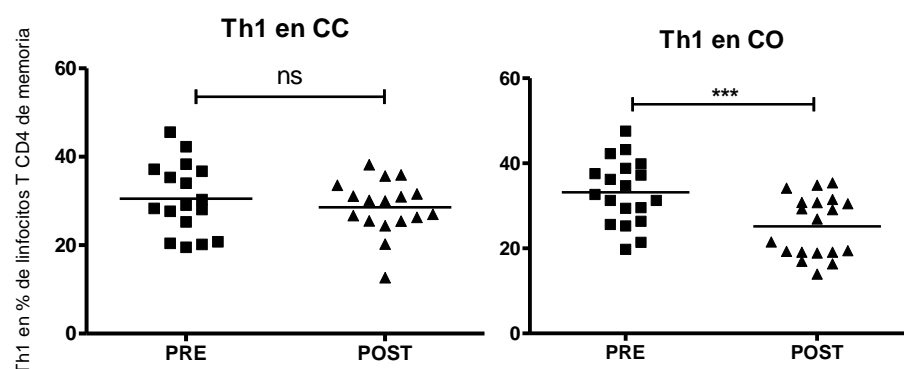 Th1 en CC
Th1 en CO
Th1 en % de linfocitos T CD4 de memoria
60
40
20
0
ns
PRE
POST
60
40
20
0
***
PRE
POST